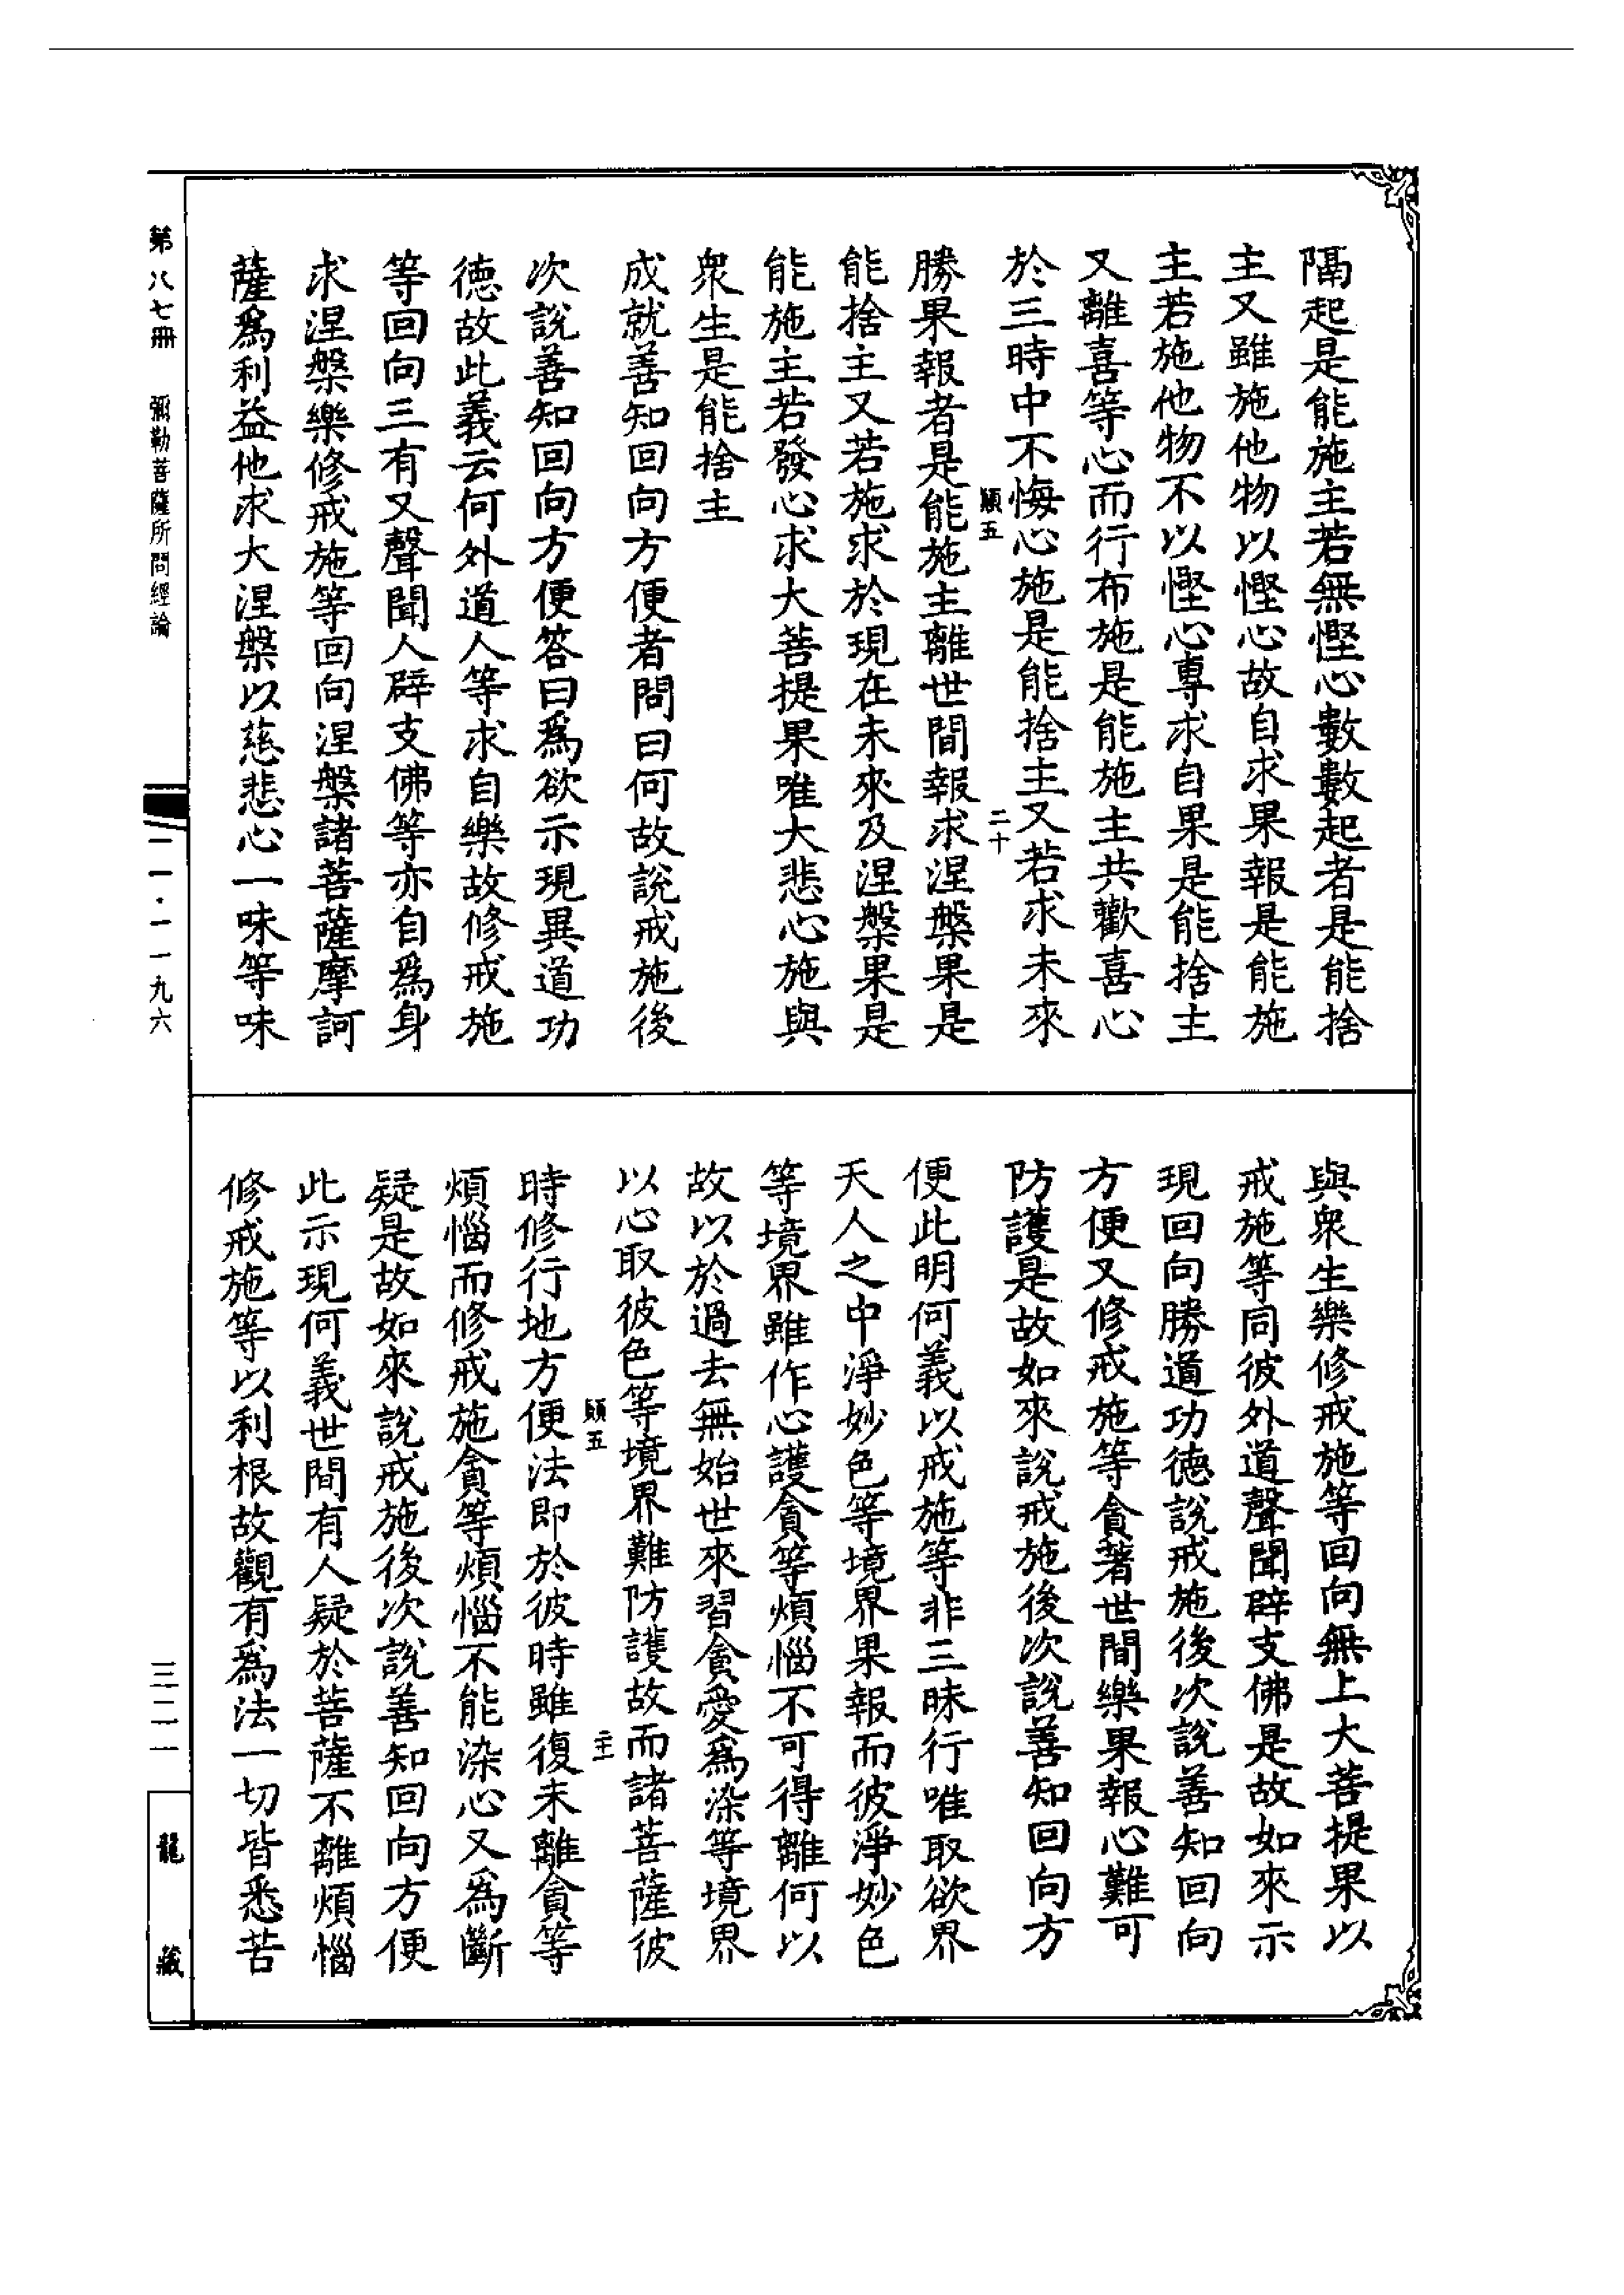 隔起是能施主若無慳心數數起者是能捨
主又雖施他物以慳心故自求果報是能施
主若施他物不以慳心專求自果是能捨主
又離喜等心而行布施是能施主共歡喜心
於三時中不悔心施是能捨主又若求未來
頴五
二十
勝果報者是能施主離世間報求涅槃果是
能捨主又若施求於現在未來及涅槃果是
能施主若發心求大菩提果唯大悲心施與
衆生是能捨主
成就善知回向方便者問曰何故說戒施後
次說善知回向方便答曰爲欲示現異道功
德故此義云何外道人等求自樂故修戒施
等回向三有又聲聞人辟支佛等亦自爲身
求涅槃樂修戒施等回向涅槃諸菩薩摩訶
薩爲利益他求大涅槃以慈悲心一味等味
與衆生樂修戒施等回向無上大菩提果以
戒施等同彼外道聲聞辟支佛是故如來示
現回向勝道功德說戒施後次說善知回向
方便又修戒施等貪著世間樂果報心難可
防護是故如來說戒施後次說善知回向方
便此明何義以戒施等非三昧行唯取欲界
天人之中淨妙色等境界果報而彼淨妙色
等境界雖作心護貪等煩惱不可得離何以
故以於過去無始世來習貪愛爲染等境界
以心取彼色等境界難防護故而諸菩薩彼
頴五
二十一
時修行地方便法即於彼時雖復未離貪等
煩惱而修戒施貪等煩惱不能染心又爲斷
疑是故如來說戒施後次說善知回向方便
此示現何義世間有人疑於菩薩不離煩惱
修戒施等以利根故觀有爲法一切皆悉苦
第八七冊 彌勒菩薩所問經論
一一·一一九六
三二一
龍藏